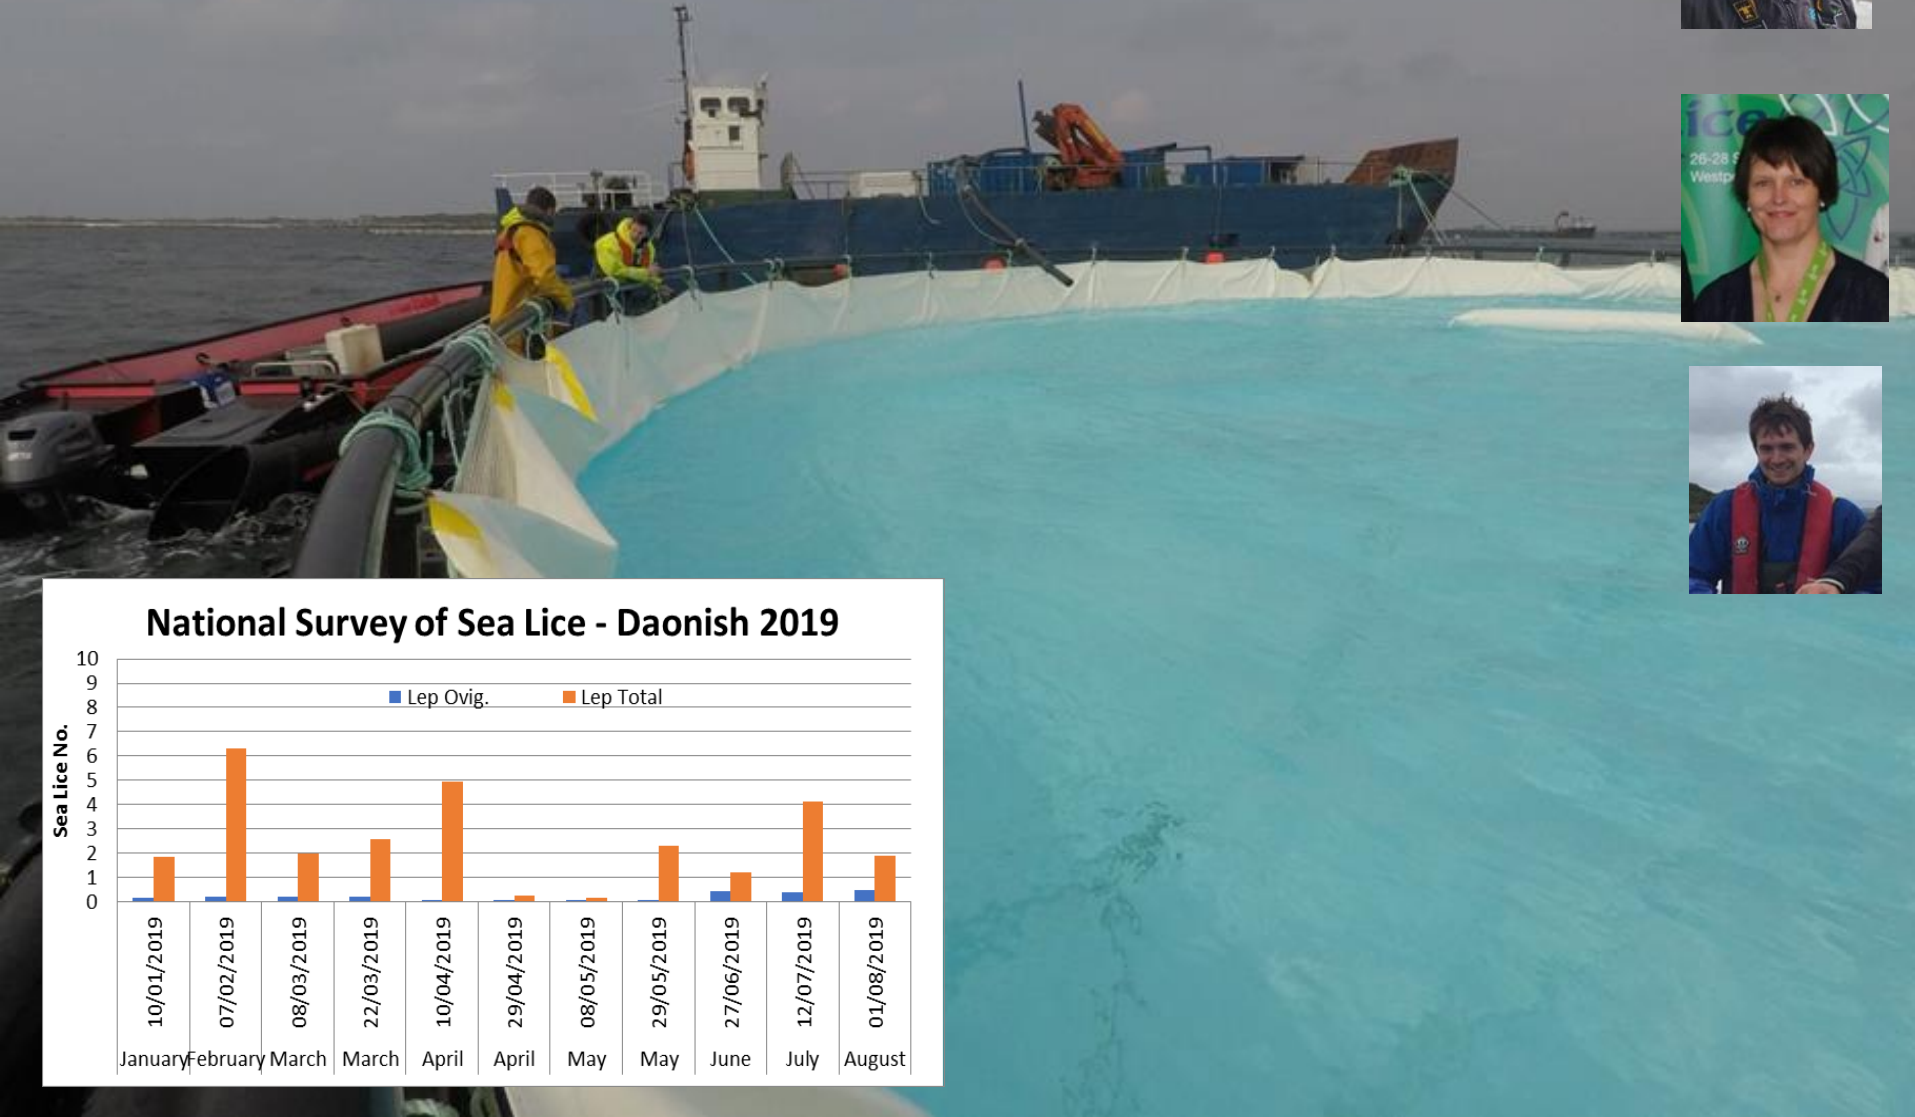 ice
26-28
National Survey of Sea Lice - Daonish 2019
Sea Lice No.
10
9
8
7
6
5
4
3
2
1
0
Lep Ovig. Lep Total
10/01/2019 07/02/2019 08/03/2019 22/03/2019 10/04/2019 29/04/2019 08/05/2019 29/05/2019 27/06/2019 12/07/2019 01/08/2019
January February March March April April May May June July August